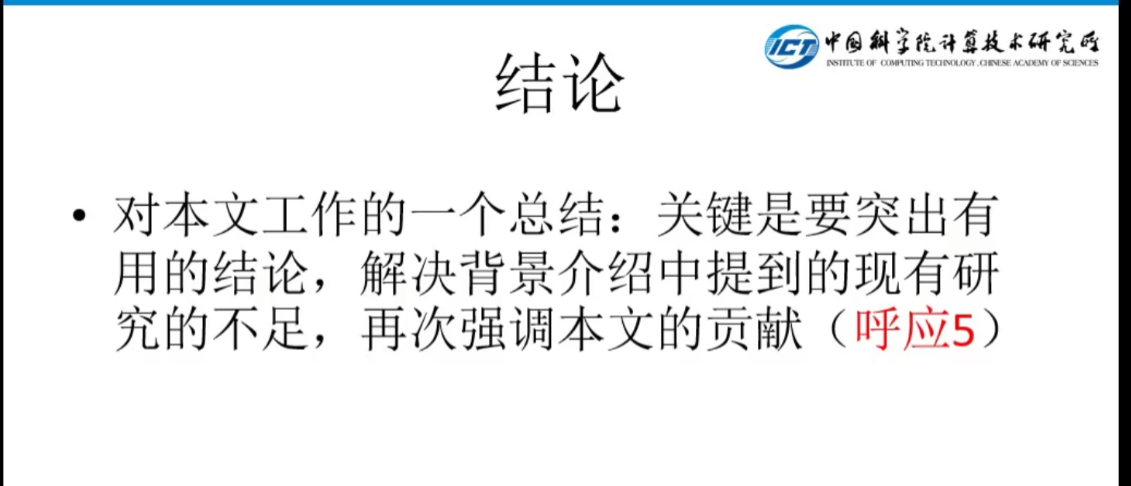 中国科学院计算技术研究所
INSTITUTE OF COMPUTING TECHNOLOGY, CHINESE ACADEMY OF SCIENCES
ICT
结论
• 对本文工作的一个总结：关键是要突出有
用的结论，解决背景介绍中提到的现有研
究的不足，再次强调本文的贡献（呼应5）